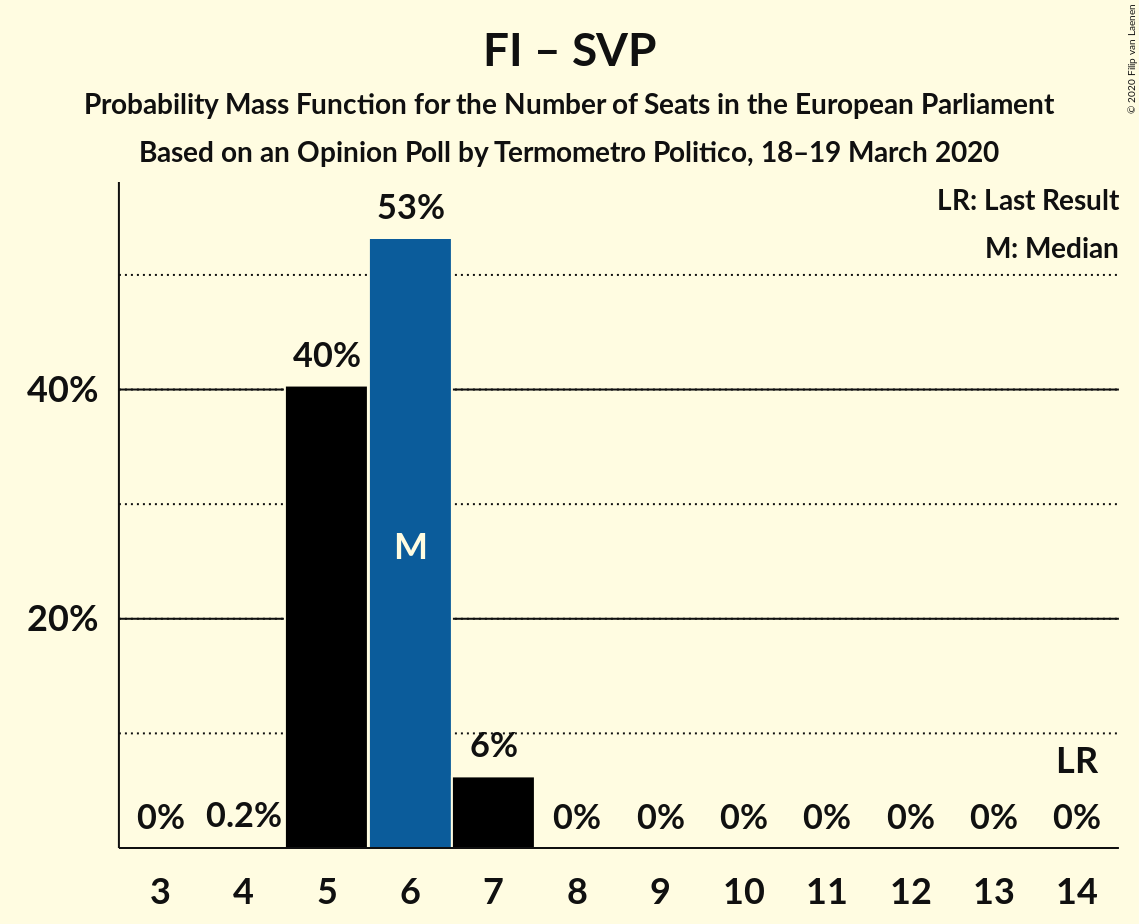 FI – SVP
Probability Mass Function for the Number of Seats in the European Parliament
Based on an Opinion Poll by Termometro Politico, 18–19 March 2020
© 2020 Filip van Laenen
LR: Last Result
M: Median
53%
40%
40%
M
20%
6%
LR
0% 0.2% 0% 0% 0% 0% 0% 0% 0%
3 4 5 6 7 8 9 10 11 12 13 14